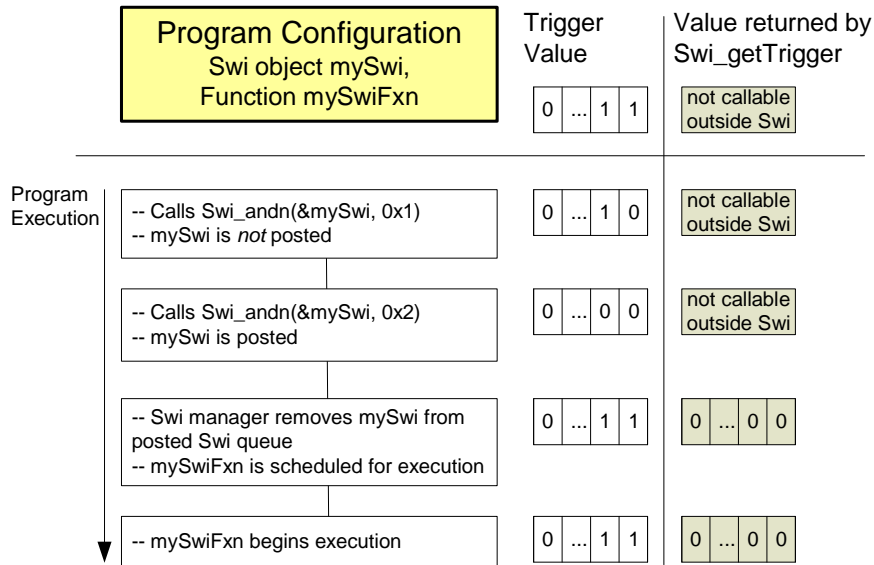 Program Configuration
Swi object mySwi,
Function mySwiFxn
Trigger
Value
Value returned by
Swi_getTrigger
0 ... 1 1
not callable
outside Swi
Program
Execution
-- Calls Swi_andn(&mySwi, 0x1)
-- mySwi is not posted
0 ... 1 0
not callable
outside Swi
-- Calls Swi_andn(&mySwi, 0x2)
-- mySwi is posted
0 ... 0 0
not callable
outside Swi
-- Swi manager removes mySwi from
posted Swi queue
-- mySwiFxn is scheduled for execution
0 ... 1 1
0 ... 0 0
-- mySwiFxn begins execution
0 ... 1 1
0 ... 0 0